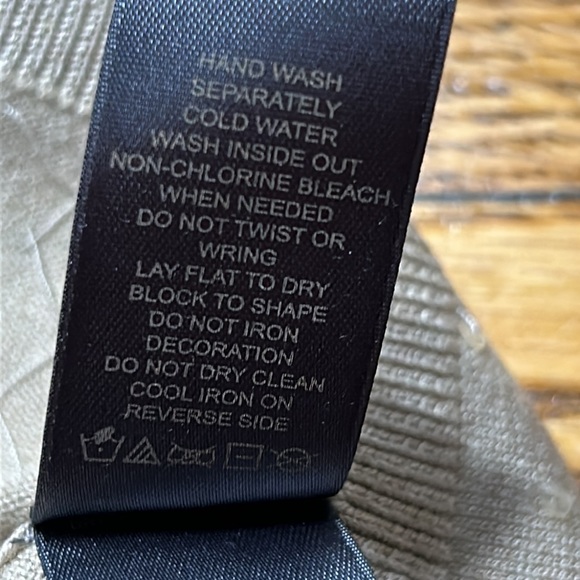 HAND WASH
SEPARATELY
COLD WATER
WASH INSIDE OUT
NON-CHLORINE BLEACH
WHEN NEEDED
DO NOT TWIST OR
WRING
LAY FLAT TO DRY
BLOCK TO SHAPE
DO NOT IRON
DECORATION
DO NOT DRY CLEAN
COOL IRON ON
REVERSE SIDE